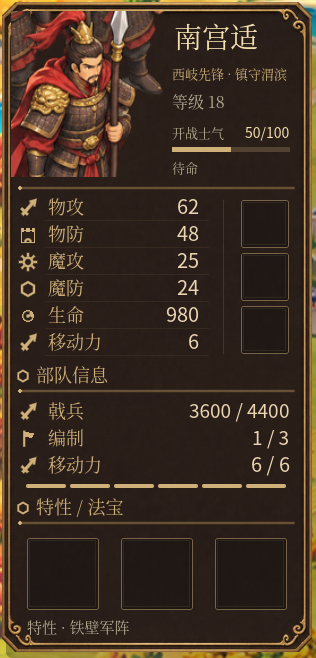 南宫适
西岐先锋 · 镇守渭滨
等级 18
开战士气 50/100
待命
物攻 62
物防 48
魔攻 25
魔防 24
生命 980
移动力 6
部队信息
戟兵 3600 / 4400
编制 1 / 3
移动力 6 / 6
特性 / 法宝
特性 · 铁壁军阵